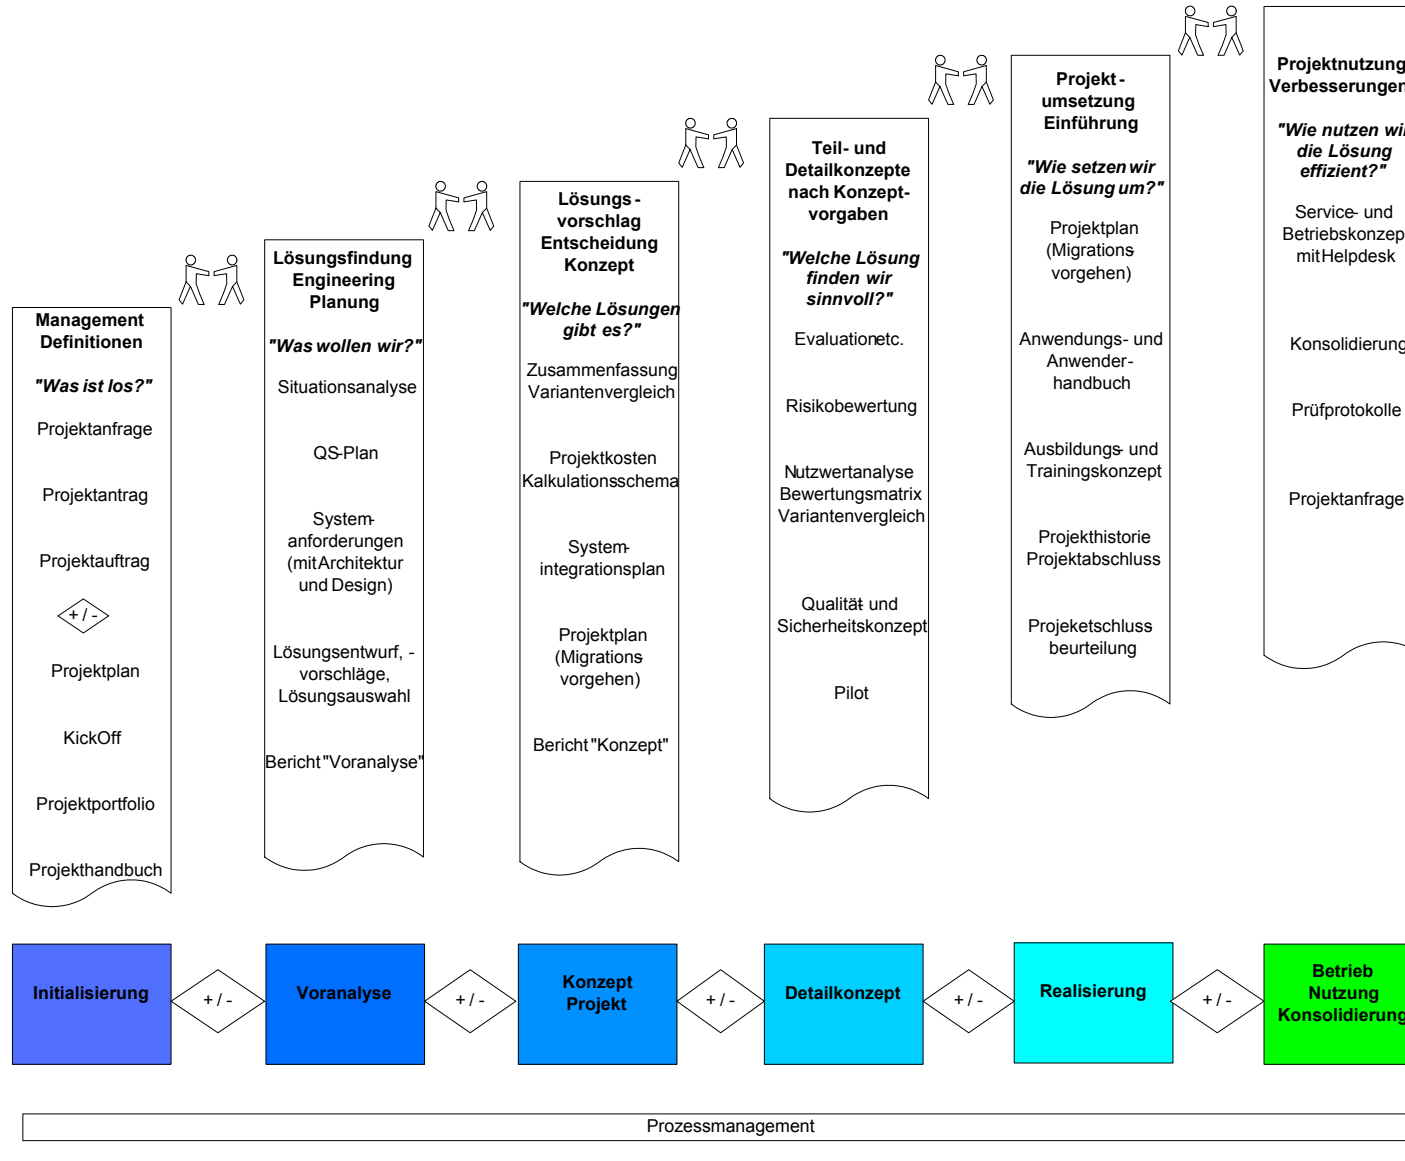 Management
Definitionen
"Was ist los?"
Projektanfrage
Projektantrag
Projektauftrag
+ / -
Projektplan
KickOff
Projektportfolio
Projekthandbuch
Lösungsfindung
Engineering
Planung
"Was wollen wir?"
Situationsanalyse
QS-Plan
System-
anforderungen
(mit Architektur
und Design)
Lösungsentwurf, -
vorschläge,
Lösungsauswahl
Bericht "Voranalyse"
Lösungs-
vorschlag
Entscheidung
Konzept
"Welche Lösungen
gibt es?"
Zusammenfassung
Variantenvergleich
Projektkosten
Kalkulationsschema
System-
integrationsplan
Projektplan
(Migrations-
vorgehen)
Bericht "Konzept"
Teil- und
Detailkonzepte
nach Konzept-
vorgaben
"Welche Lösung
finden wir
sinnvoll?"
Evaluation etc.
Risikobewertung
Nutzwertanalyse
Bewertungsmatrix
Variantenvergleich
Qualität- und
Sicherheitskonzept
Pilot
Projekt-
umsetzung
Einführung
"Wie setzen wir
die Lösung um?"
Projektplan
(Migrations-
vorgehen)
Anwendungs- und
Anwender-
handbuch
Ausbildungs- und
Trainingskonzept
Projekthistorie
Projektabschluss
Projeketschluss-
beurteilung
Projektnutzung
Verbesserungen
"Wie nutzen wir
die Lösung
effizient?"
Service- und
Betriebskonzep
mit Helpdesk
Konsolidierung
Prüfprotokolle
Projektanfrage
Initialisierung
+ / -
Voranalyse
+ / -
Konzept
Projekt
+ / -
Detailkonzept
+ / -
Realisierung
+ / -
Betrieb
Nutzung
Konsolidierung
Prozessmanagement